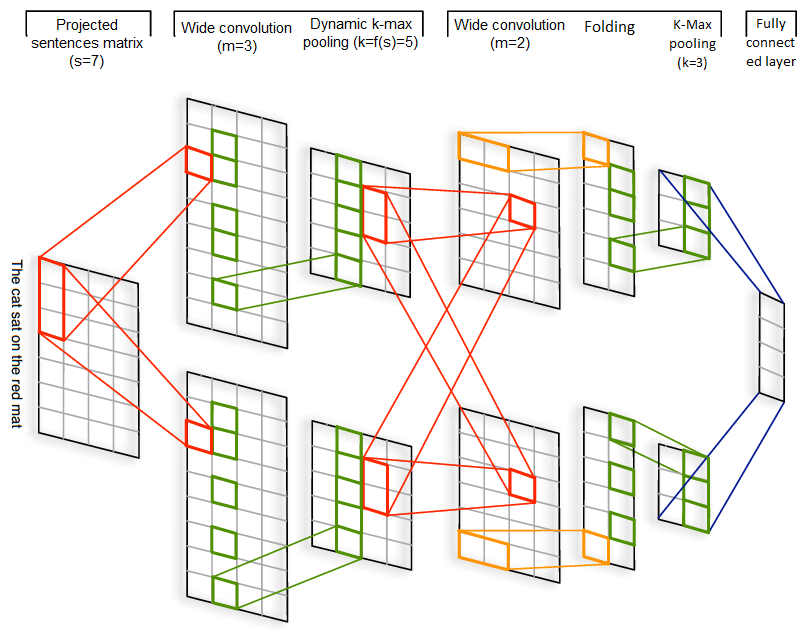 Projected
sentences matrix
(s=7)
Wide convolution
(m=3)
Dynamic k-max
pooling (k=f(s)=5)
Wide convolution
(m=2)
Folding
K-Max
pooling
(k=3)
Fully
connect
ed layer
The cat sat on the red mat